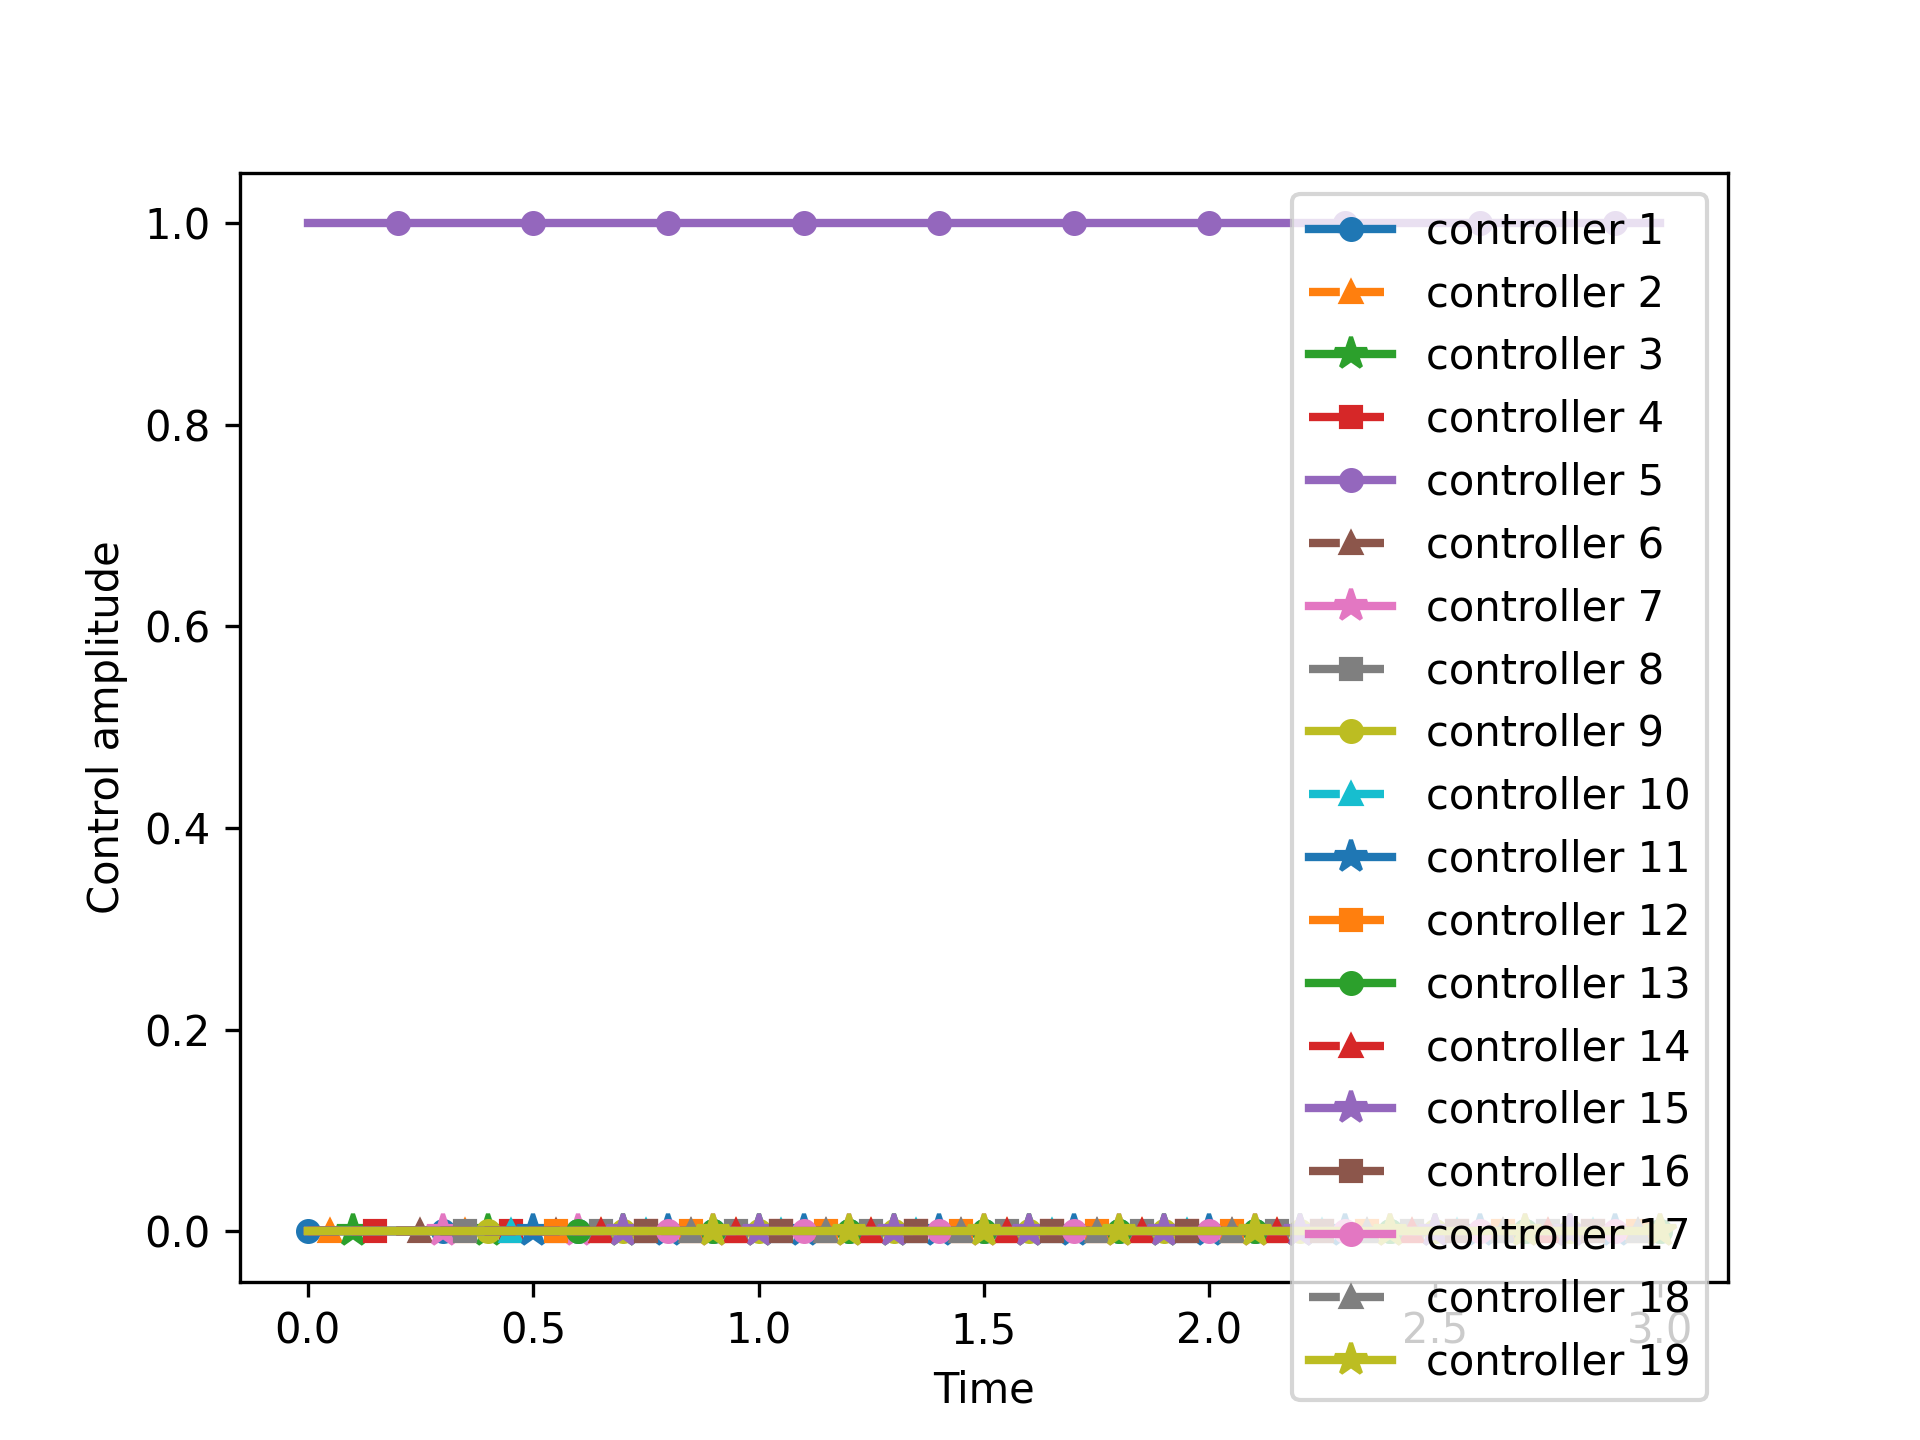 1.0
0.8
0.6
0.4
0.2
0.0
Control amplitude
0.0 0.5 1.0 1.5 2.0 2.5 3.0
Time
controller 1
controller 2
controller 3
controller 4
controller 5
controller 6
controller 7
controller 8
controller 9
controller 10
controller 11
controller 12
controller 13
controller 14
controller 15
controller 16
controller 17
controller 18
controller 19